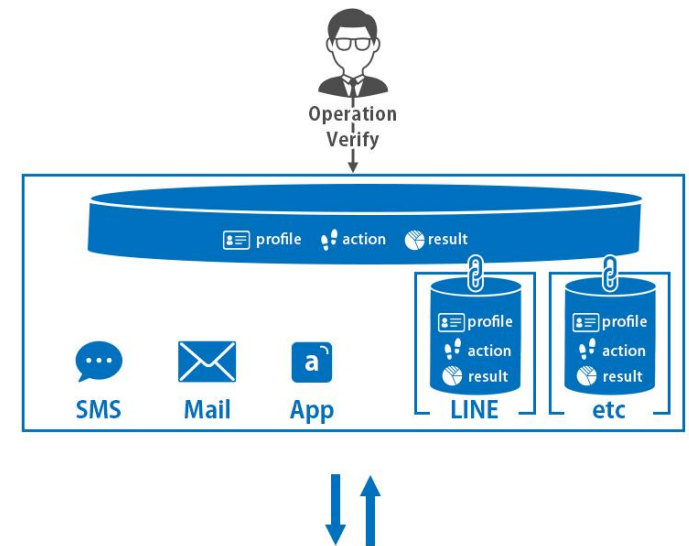 Operation
Verify
profile action result
profile
action
result
profile
action
result
a
SMS Mail App LINE etc